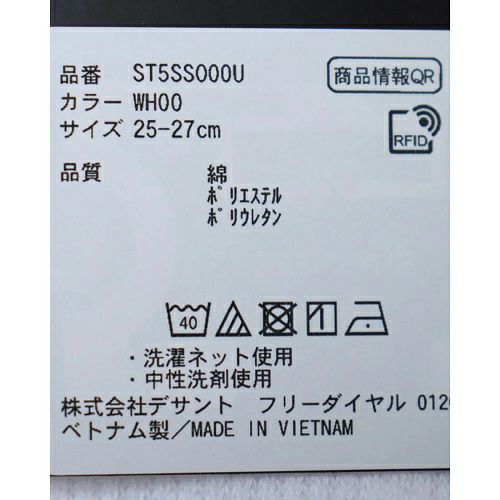 品番 ST5SS000U
商品情報QR
カラー WH00
サイズ 25-27cm
RFID
品質 綿
ﾎﾟﾘｴｽﾃﾙ
ﾎﾟﾘｳﾚﾀﾝ
40
・洗濯ネット使用
・中性洗剤使用
株式会社デサント フリーダイヤル 012
ベトナム製/MADE IN VIETNAM